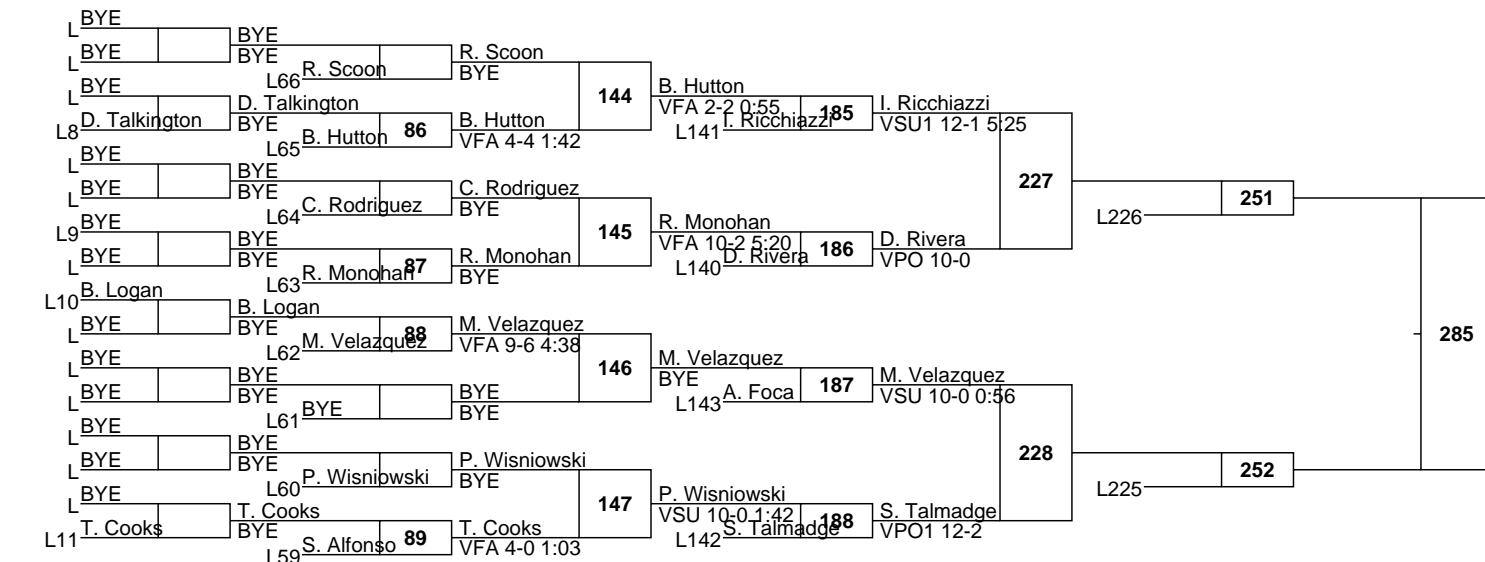 BYE
L
BYE
BYE
BYE
L
L66 R. Scoon
R. Scoon
BYE
BYE
L
D. Talkington
BYE
L8 D. Talkington
L65 B. Hutton
86
B. Hutton
VFA 4-4 1:42
144
B. Hutton
VFA 2-2 0:55
L141 I. Ricchiazzi
185
I. Ricchiazzi
VSU1 12-1 5:25
BYE
L
BYE
BYE
BYE
L
L64 C. Rodriguez
C. Rodriguez
BYE
BYE
L9
BYE
BYE
BYE
L
L63 R. Monohan
87
R. Monohan
BYE
145
R. Monohan
VFA 10-2 5:20
L140 D. Rivera
186
D. Rivera
VPO 10-0
227
L226
251
L10 B. Logan
B. Logan
BYE
BYE
L
L62 M. Velazquez
88
M. Velazquez
VFA 9-6 4:38
BYE
L
BYE
BYE
BYE
L
L61 BYE
BYE
BYE
146
M. Velazquez
BYE
L143 A. Foca
187
M. Velazquez
VSU 10-0 0:56
BYE
L
BYE
BYE
BYE
L
L60 P. Wisniowski
P. Wisniowski
BYE
BYE
L
T. Cooks
BYE
L11 T. Cooks
L59 S. Alfonso
89
T. Cooks
VFA 4-0 1:03
147
P. Wisniowski
VSU 10-0 1:42
L142 S. Talmadge
188
S. Talmadge
VPO1 12-2
228
L225
252
285